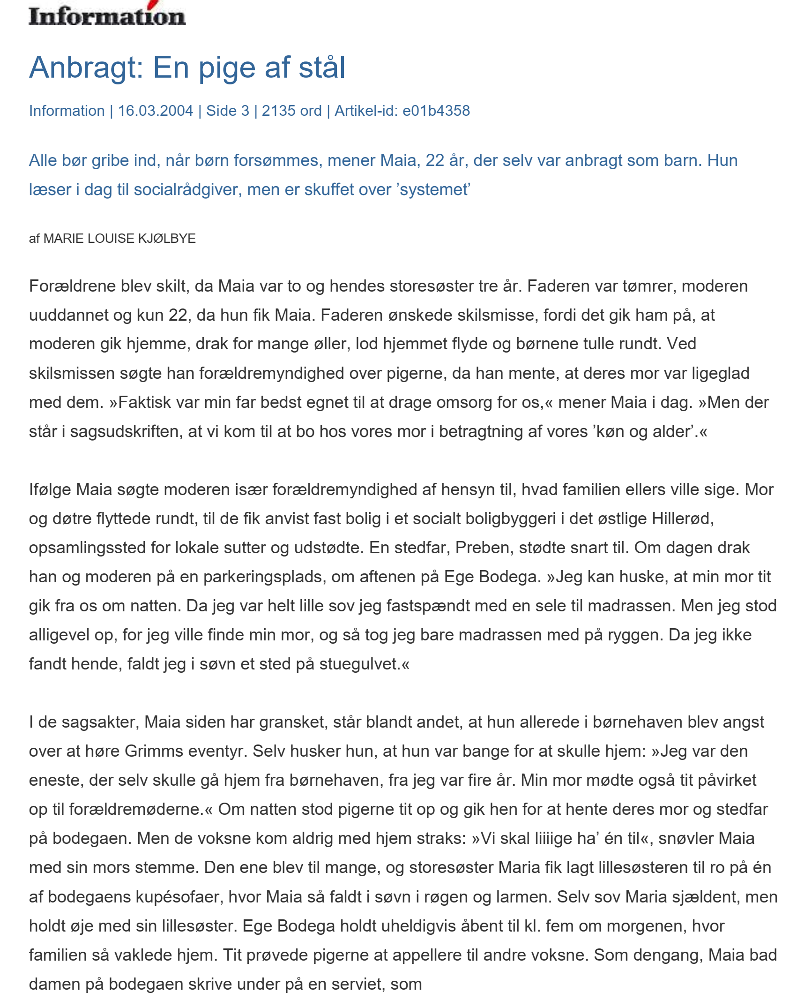 Information
Anbragt: En pige af stål
Information | 16.03.2004 | Side 3 | 2135 ord | Artikel-id: e01b4358
Alle bør gribe ind, når børn forsømmes, mener Maia, 22 år, der selv var anbragt som barn. Hun
læser i dag til socialrådgiver, men er skuffet over ’systemet’
af MARIE LOUISE KJØLBYE
Forældrene blev skilt, da Maia var to og hendes storesøster tre år. Faderen var tømrer, moderen
uuddannet og kun 22, da hun fik Maia. Faderen ønskede skilsmisse, fordi det gik ham på, at
moderen gik hjemme, drak for mange øller, lod hjemmet flyde og børnene tulle rundt. Ved
skilsmissen søgte han forældremyndighed over pigerne, da han mente, at deres mor var ligeglad
med dem. »Faktisk var min far bedst egnet til at drage omsorg for os,« mener Maia i dag. »Men der
står i sagsudskriften, at vi kom til at bo hos vores mor i betragtning af vores ’køn og alder’.«
Ifølge Maia søgte moderen især forældremyndighed af hensyn til, hvad familien ellers ville sige. Mor
og døtre flyttede rundt, til de fik anvist fast bolig i et socialt boligbyggeri i det østlige Hillerød,
opsamlingssted for lokale sutter og udstødte. En stedfar, Preben, stødte snart til. Om dagen drak
han og moderen på en parkeringsplads, om aftenen på Ege Bodega. »Jeg kan huske, at min mor tit
gik fra os om natten. Da jeg var helt lille sov jeg fastspændt med en sele til madrassen. Men jeg stod
alligevel op, for jeg ville finde min mor, og så tog jeg bare madrassen med på ryggen. Da jeg ikke
fandt hende, faldt jeg i søvn et sted på stuegulvet.«
I de sagsakter, Maia siden har gransket, står blandt andet, at hun allerede i børnehaven blev angst
over at høre Grimms eventyr. Selv husker hun, at hun var bange for at skulle hjem: »Jeg var den
eneste, der selv skulle gå hjem fra børnehaven, fra jeg var fire år. Min mor mødte også tit påvirket
op til forældremøderne.« Om natten stod pigerne tit op og gik hen for at hente deres mor og stedfar
på bodegaen. Men de voksne kom aldrig med hjem straks: »Vi skal liiiige ha’ én til«, snøvler Maia
med sin mors stemme. Den ene blev til mange, og storesøster Maria fik lagt lillesøsteren til ro på én
af bodegaens kupésofaer, hvor Maia så faldt i søvn i røgen og larmen. Selv sov Maria sjældent, men
holdt øje med sin lillesøster. Ege Bodega holdt uheldigvis åbent til kl. fem om morgenen, hvor
familien så vaklede hjem. Tit prøvede pigerne at appellere til andre voksne. Som dengang, Maia bad
damen på bodegaen skrive under på en serviet, som